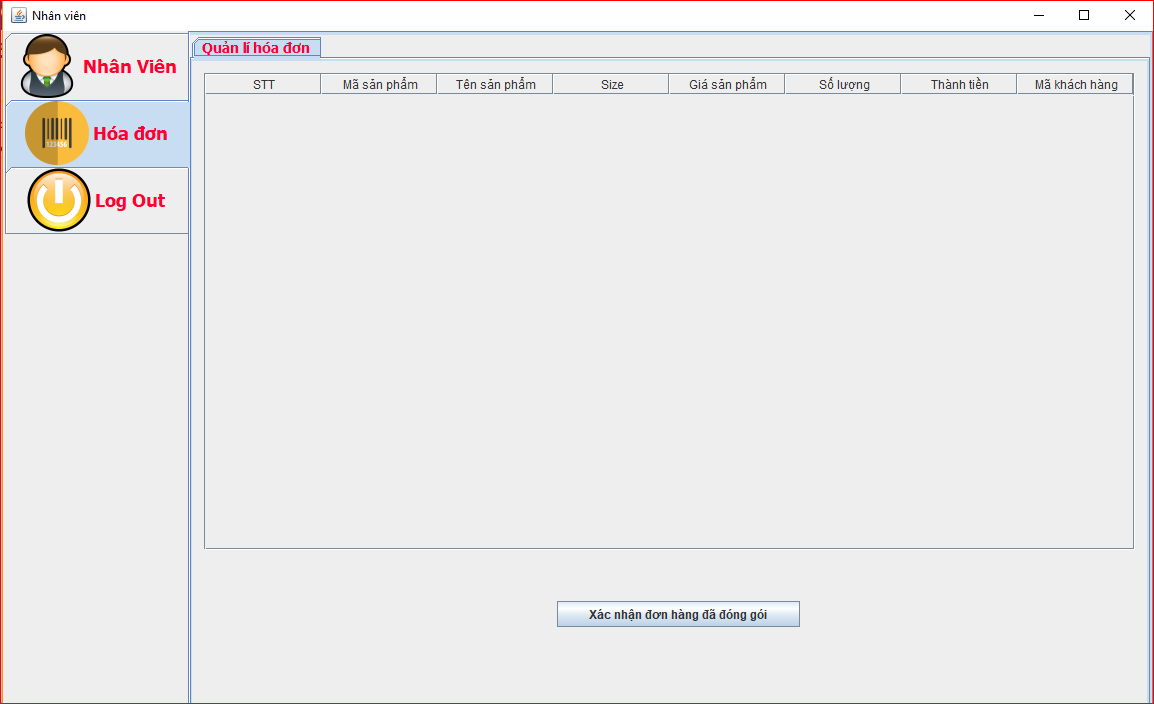 Nhân viên
Nhân Viên
Hóa đơn
123456
Log Out
Quản lí hóa đơn
STT Mã sản phẩm Tên sản phẩm Size Giá sản phẩm Số lượng Thành tiền Mã khách hàng
Xác nhận đơn hàng đã đóng gói